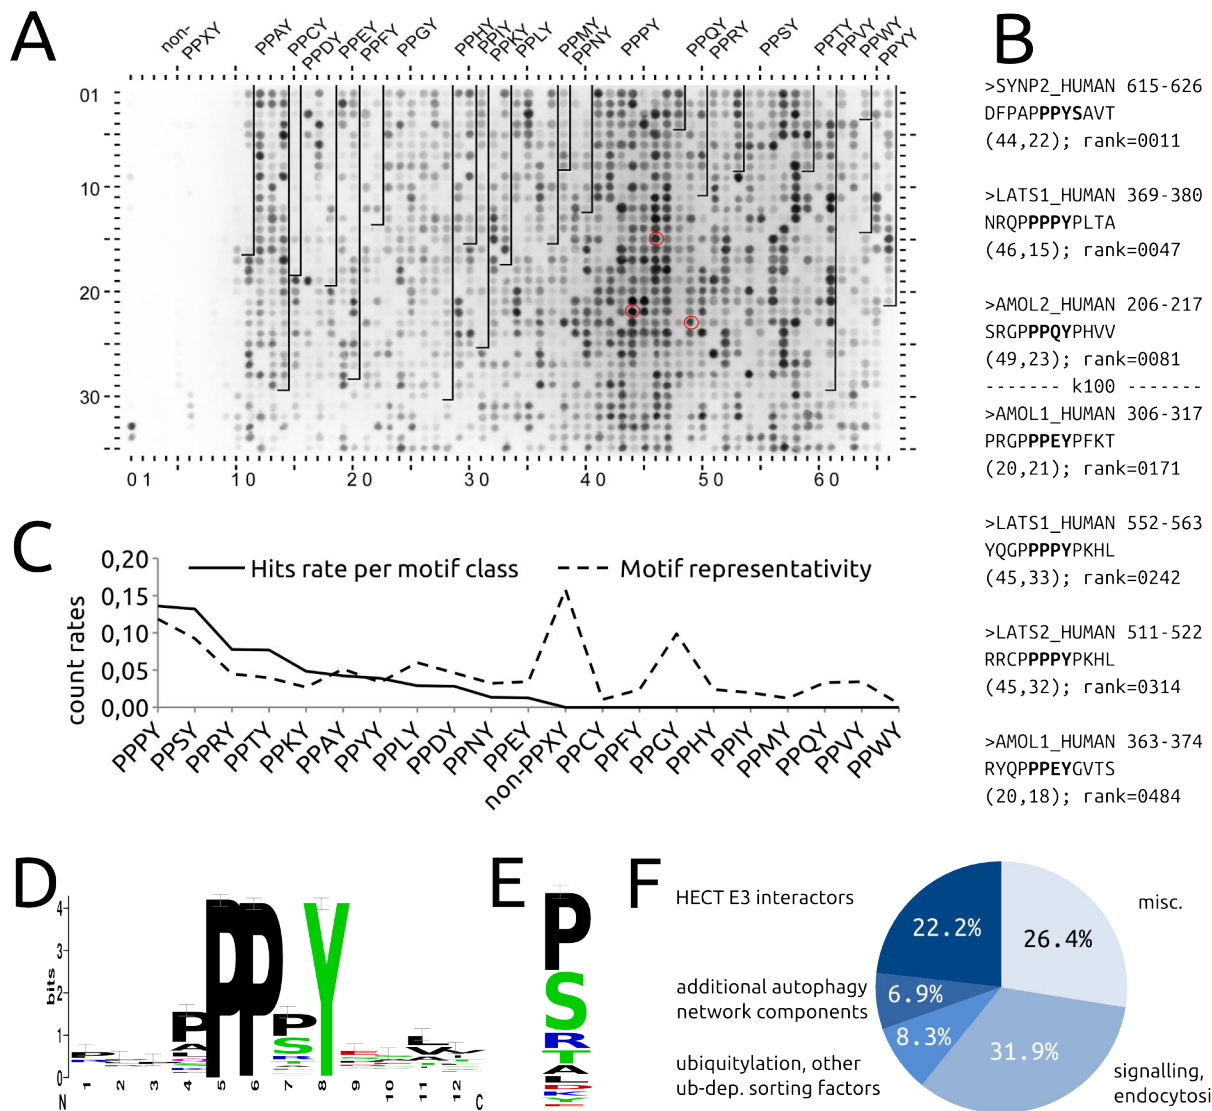 A
non-
PPXY
PPAY
PPCY
PPDY
PPEY
PPFY
PPGY
PPHY
PPIY
PPKY
PPLY
PPMY
PPNY
PPPY
PPQY
PPRY
PPSY
PPTY
PPVY
PPWY
PPYY
01
10
20
30
01 10 20 30 40 50 60
B
>SYNP2_HUMAN 615-626
DFPAPPPYSAVT
(44,22); rank=0011
>LATS1_HUMAN 369-380
NRQPPPPYPLTA
(46,15); rank=0047
>AMOL2_HUMAN 206-217
SRGPPPQYPHVV
(49,23); rank=0081
------- k100 -------
>AMOL1_HUMAN 306-317
PRGPPPEYPFKT
(20,21); rank=0171
>LATS1_HUMAN 552-563
YQGPPPPYPKHL
(45,33); rank=0242
>LATS2_HUMAN 511-522
RRCPPPPYPKHL
(45,32); rank=0314
>AMOL1_HUMAN 363-374
RYQPPPEYGVTS
(20,18); rank=0484
C
0,20
0,15
0,10
0,05
0,00
count rates
Hits rate per motif class
Motif representativity
PPPY
PPSY
PPRY
PPTY
PPKY
PPAY
PPYY
PPLY
PPDY
PPNY
PPEY
non-PPXY
PPCY
PPFY
PPGY
PPHY
PPIY
PPMY
PPQY
PPVY
PPWY
D
bits
4
3
2
1
0
P P P P Y
A S
N 1 2 3 4 5 6 7 8 9 10 11 12 C
E
P
S
R
T
A
L
F
HECT E3 interactors
additional autophagy
network components
ubiquitylation, other
ub-dep. sorting factors
misc.
signalling,
endocytosi
22.2%
26.4%
6.9%
8.3%
31.9%